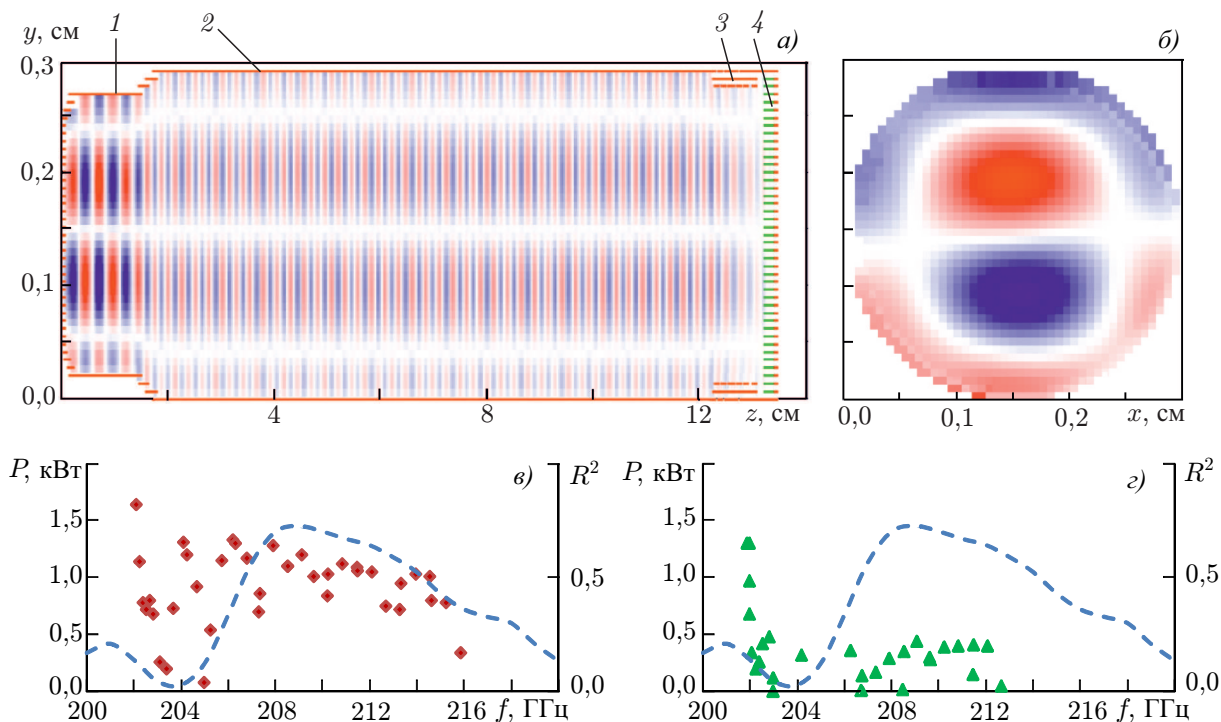 y, см 1 2 3 4 а) б)
0,3
0,2
0,1
0,0
4 8 12 z, см
0,0 0,1 0,2 x, см
P, кВт в) R²
1,5
1,0 0,5
0,5
0,0 0,0
200 204 208 212 216 f, ГГц
P, кВт г) R²
1,5
1,0 0,5
0,5
0,0 0,0
200 204 208 212 216 f, ГГц